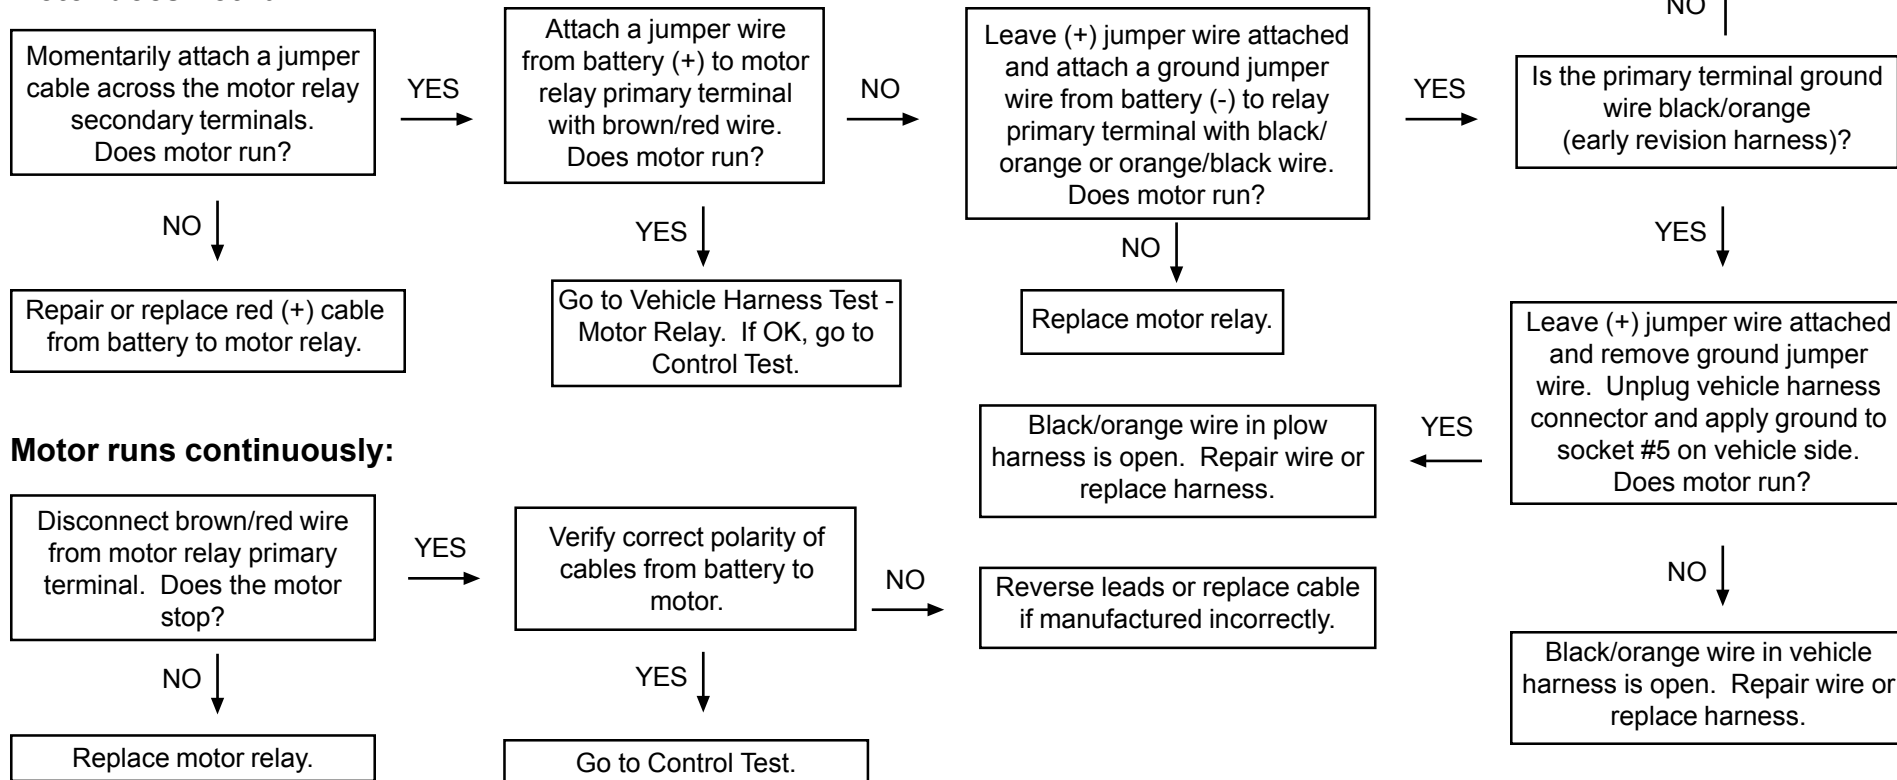 NO
Momentarily attach a jumper
cable across the motor relay
secondary terminals.
Does motor run?
YES
Attach a jumper wire
from battery (+) to motor
relay primary terminal
with brown/red wire.
Does motor run?
NO
Leave (+) jumper wire attached
and attach a ground jumper
wire from battery (-) to relay
primary terminal with black/
orange or orange/black wire.
Does motor run?
YES
Is the primary terminal ground
wire black/orange
(early revision harness)?
NO
YES
NO
YES
Repair or replace red (+) cable
from battery to motor relay.
Go to Vehicle Harness Test -
Motor Relay.  If OK, go to
Control Test.
Replace motor relay.
Leave (+) jumper wire attached
and remove ground jumper
wire.  Unplug vehicle harness
connector and apply ground to
socket #5 on vehicle side.
Does motor run?
YES
Black/orange wire in plow
harness is open.  Repair wire or
replace harness.
NO
Black/orange wire in vehicle
harness is open.  Repair wire or
replace harness.
Motor runs continuously:
Disconnect brown/red wire
from motor relay primary
terminal.  Does the motor
stop?
YES
Verify correct polarity of
cables from battery to
motor.
NO
Reverse leads or replace cable
if manufactured incorrectly.
NO
YES
Replace motor relay.
Go to Control Test.